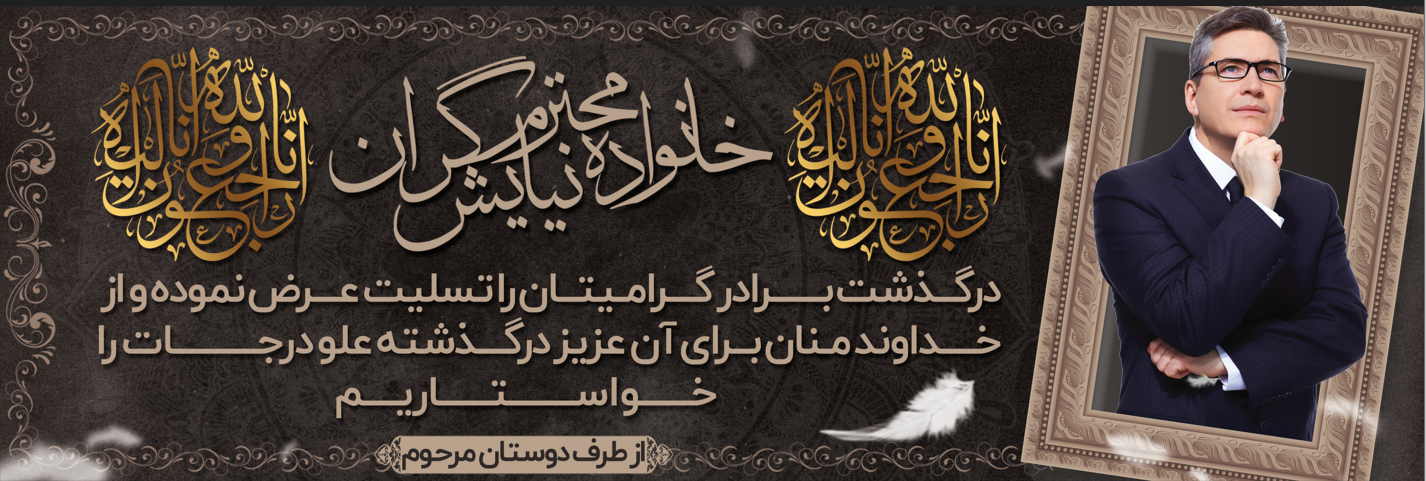 انا لله و انا الیه راجعون
خانواده محترم
نیایش گران
انا لله و انا الیه راجعون
درگذشت برادر گرامیتان را تسلیت عرض نموده و از
خداوند منان برای آن عزیز درگذشته علو درجات را
خواستاریم
از طرف دوستان مرحوم